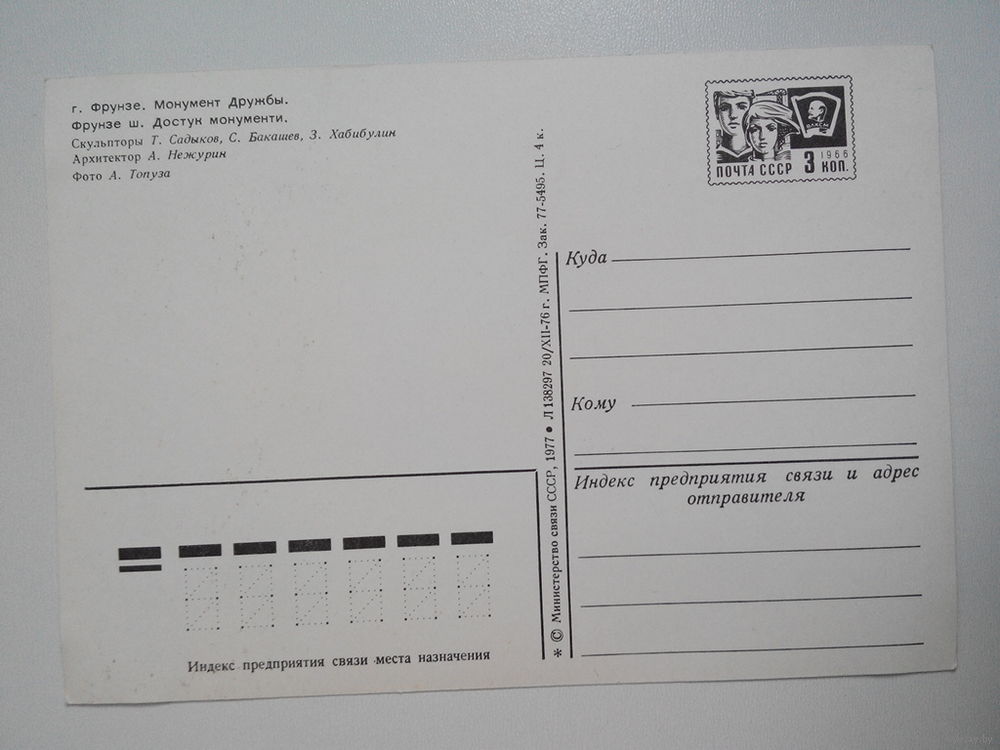 г. Фрунзе. Монумент Дружбы.
Фрунзе ш. Достук монументи.
Скульпторы Т. Садыков, С. Бакашев, З. Хабибулин
Архитектор А. Нежурин
Фото А. Топуза
ВЛКСМ
1966
ПОЧТА СССР 3 КОП.
* © Министерство связи СССР, 1977 ● Л 138297 20/XII-76 г. МПФГ. Зак. 77-5495. Ц. 4 к.
Куда
Кому
Индекс предприятия связи и адрес
отправителя
Индекс предприятия связи места назначения